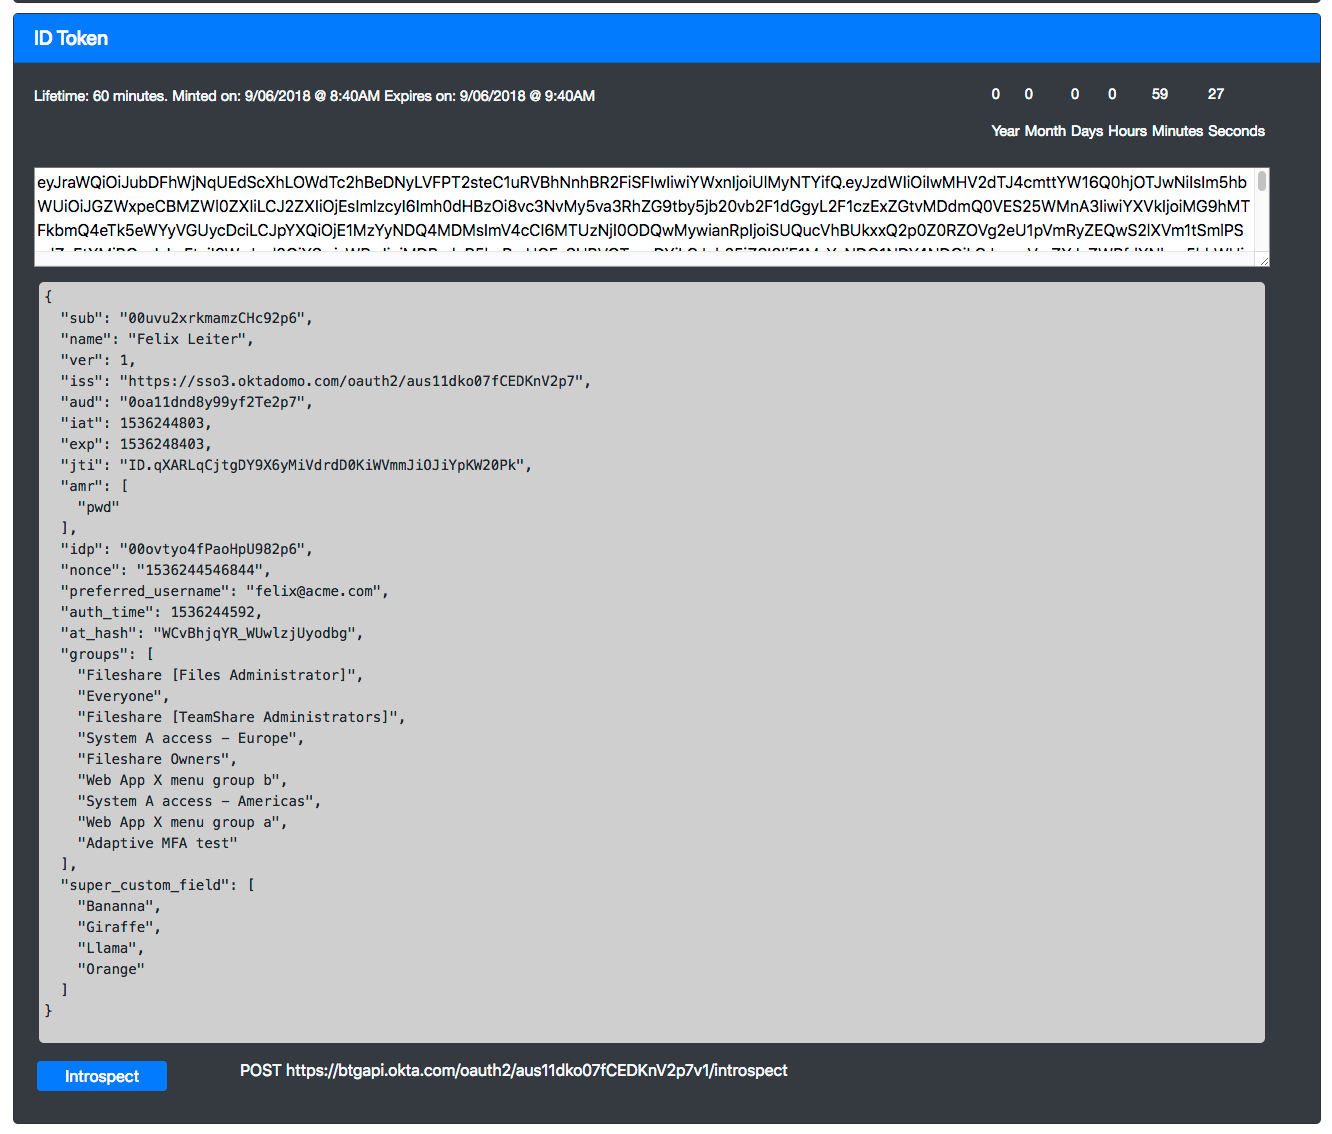 ID Token
Lifetime: 60 minutes. Minted on: 9/06/2018 @ 8:40AM Expires on: 9/06/2018 @ 9:40AM
0 0 0 0 59 27
Year Month Days Hours Minutes Seconds
eyJraWQiOiJubDFhWjNqUEdScXhLOWdTc2hBeDNyLVFPT2steC1uRVBhNnhBR2FiSFIwIiwiYWxnIjoiUlMyNTYifQ.eyJzdWIiOiIwMHV2dTJ4cmttYW16Q0hjOTJwNiIsIm5hb
WUiOiJGZWxpeCBMZWl0ZXIiLCJ2ZXIiOjEsImlzcyI6Imh0dHBzOi8vc3NvMy5va3RhZG9tby5jb20vb2F1dGgyL2F1czExZGtvMDdmQ0VES25WMnA3IiwiYXVkIjoiMG9hMT
FkbmQ4eTk5eWYyVGUycDciLCJpYXQiOjE1MzYyNDQ4MDMsImV4cCI6MTUzNjI0ODQwMywianRpIjoiSUQucVhBUkxxQ2p0Z0RZOVg2eU1pVmRyZEQwS2lXVm1tSmlPS
{
"sub": "00uvu2xrkmamzCHc92p6",
"name": "Felix Leiter",
"ver": 1,
"iss": "https://sso3.oktadomo.com/oauth2/aus11dko07fCEDKnV2p7",
"aud": "0oa11dnd8y99yf2Te2p7",
"iat": 1536244803,
"exp": 1536248403,
"jti": "ID.qXARLqCjtgDY9X6yMiVdrdD0KiWVmmJiOJiYpKW20Pk",
"amr": [
"pwd"
],
"idp": "00ovtyo4fPaoHpU982p6",
"nonce": "1536244546844",
"preferred_username": "felix@acme.com",
"auth_time": 1536244592,
"at_hash": "WCvBhjqYR_WUwlzjUyodbg",
"groups": [
"Fileshare [Files Administrator]",
"Everyone",
"Fileshare [TeamShare Administrators]",
"System A access – Europe",
"Fileshare Owners",
"Web App X menu group b",
"System A access – Americas",
"Web App X menu group a",
"Adaptive MFA test"
],
"super_custom_field": [
"Bananna",
"Giraffe",
"Llama",
"Orange"
]
}
Introspect POST https://btgapi.okta.com/oauth2/aus11dko07fCEDKnV2p7v1/introspect